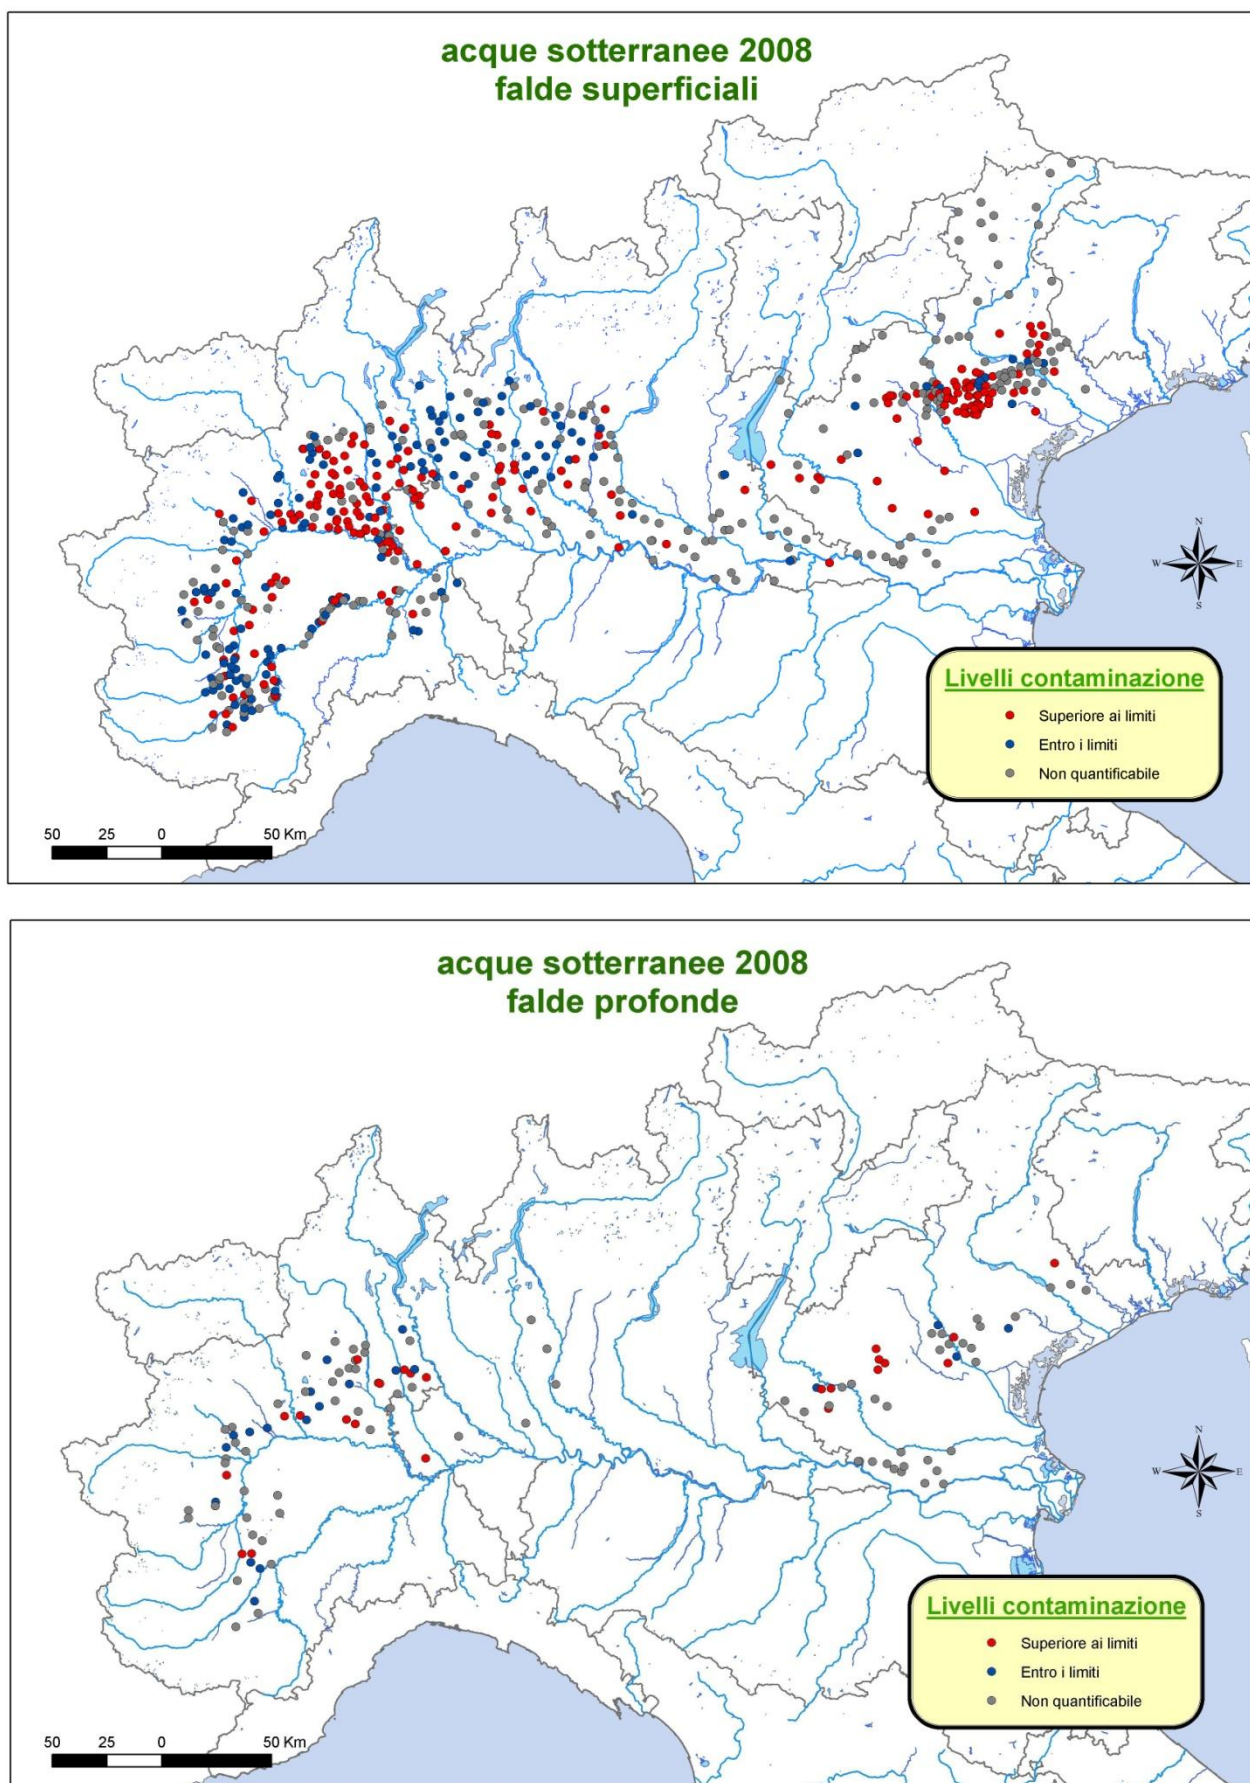 acque sotterranee 2008
falde superficiali
N
W
E
S
Livelli contaminazione
Superiore ai limiti
Entro i limiti
Non quantificabile
50 25 0 50 Km
acque sotterranee 2008
falde profonde
N
W
E
S
Livelli contaminazione
Superiore ai limiti
Entro i limiti
Non quantificabile
50 25 0 50 Km